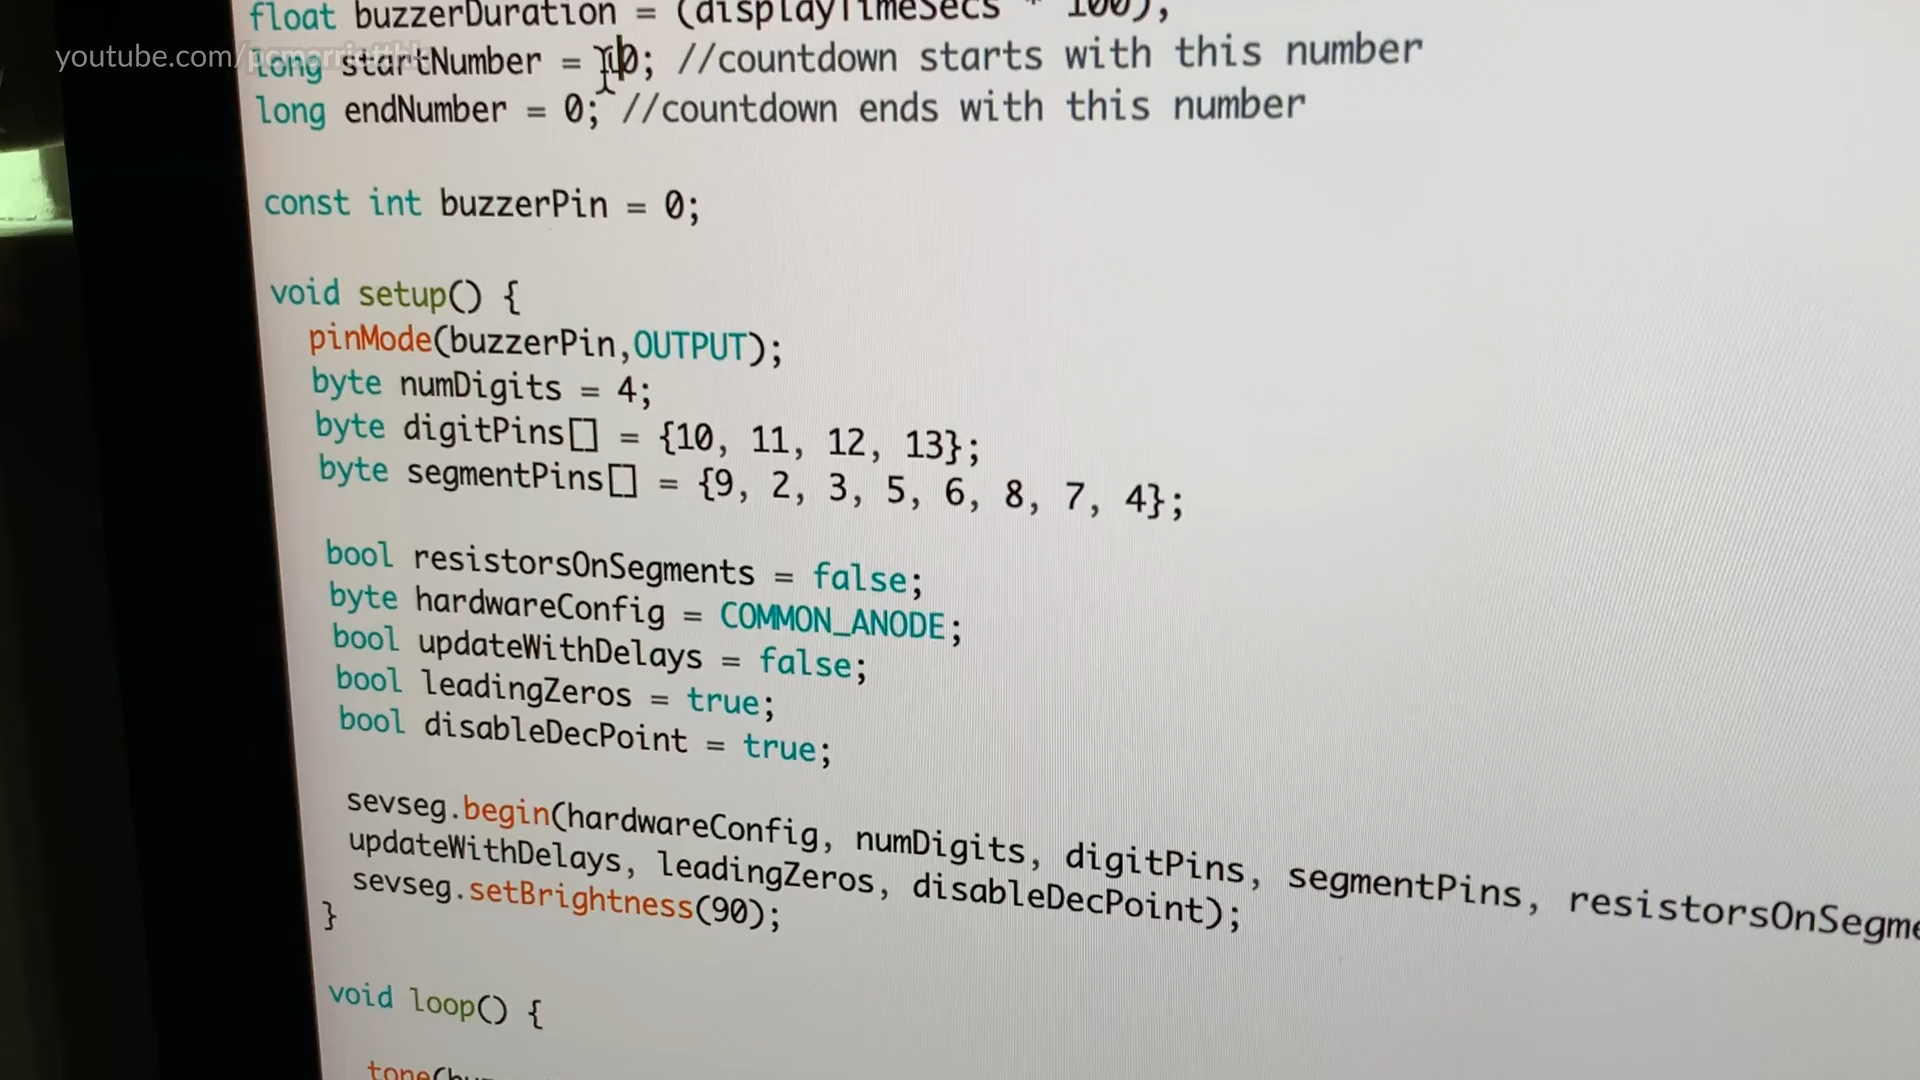 float buzzerDuration = (displayTimeSecs * 100);
youtube.com/pcmarriotthk
long startNumber = 10; //countdown starts with this number
long endNumber = 0; //countdown ends with this number
const int buzzerPin = 0;
void setup() {
pinMode(buzzerPin,OUTPUT);
byte numDigits = 4;
byte digitPins[] = {10, 11, 12, 13};
byte segmentPins[] = {9, 2, 3, 5, 6, 8, 7, 4};
bool resistorsOnSegments = false;
byte hardwareConfig = COMMON_ANODE;
bool updateWithDelays = false;
bool leadingZeros = true;
bool disableDecPoint = true;
sevseg.begin(hardwareConfig, numDigits, digitPins, segmentPins, resistorsOnSegme
updateWithDelays, leadingZeros, disableDecPoint);
sevseg.setBrightness(90);
}
void loop() {
tone(bu